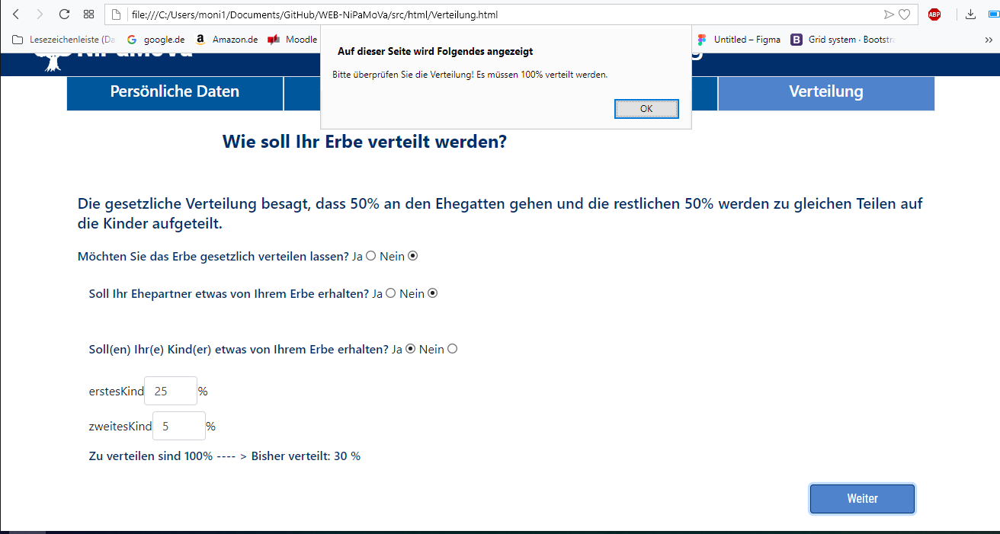 file:///C:/Users/moni1/Documents/GitHub/WEB-NiPaMoVa/src/html/Verteilung.html
ABP
Lesezeichenleiste (Da
G google.de
a Amazon.de
Moodle
Untitled – Figma
B Grid system · Bootstra
»
NiPaMoVa
Auf dieser Seite wird Folgendes angezeigt
Bitte überprüfen Sie die Verteilung! Es müssen 100% verteilt werden.
OK
Persönliche Daten
Verteilung
Wie soll Ihr Erbe verteilt werden?
Die gesetzliche Verteilung besagt, dass 50% an den Ehegatten gehen und die restlichen 50% werden zu gleichen Teilen auf
die Kinder aufgeteilt.
Möchten Sie das Erbe gesetzlich verteilen lassen? Ja Nein
Soll Ihr Ehepartner etwas von Ihrem Erbe erhalten? Ja Nein
Soll(en) Ihr(e) Kind(er) etwas von Ihrem Erbe erhalten? Ja Nein
erstesKind 25 %
zweitesKind 5 %
Zu verteilen sind 100% ---- > Bisher verteilt: 30 %
Weiter